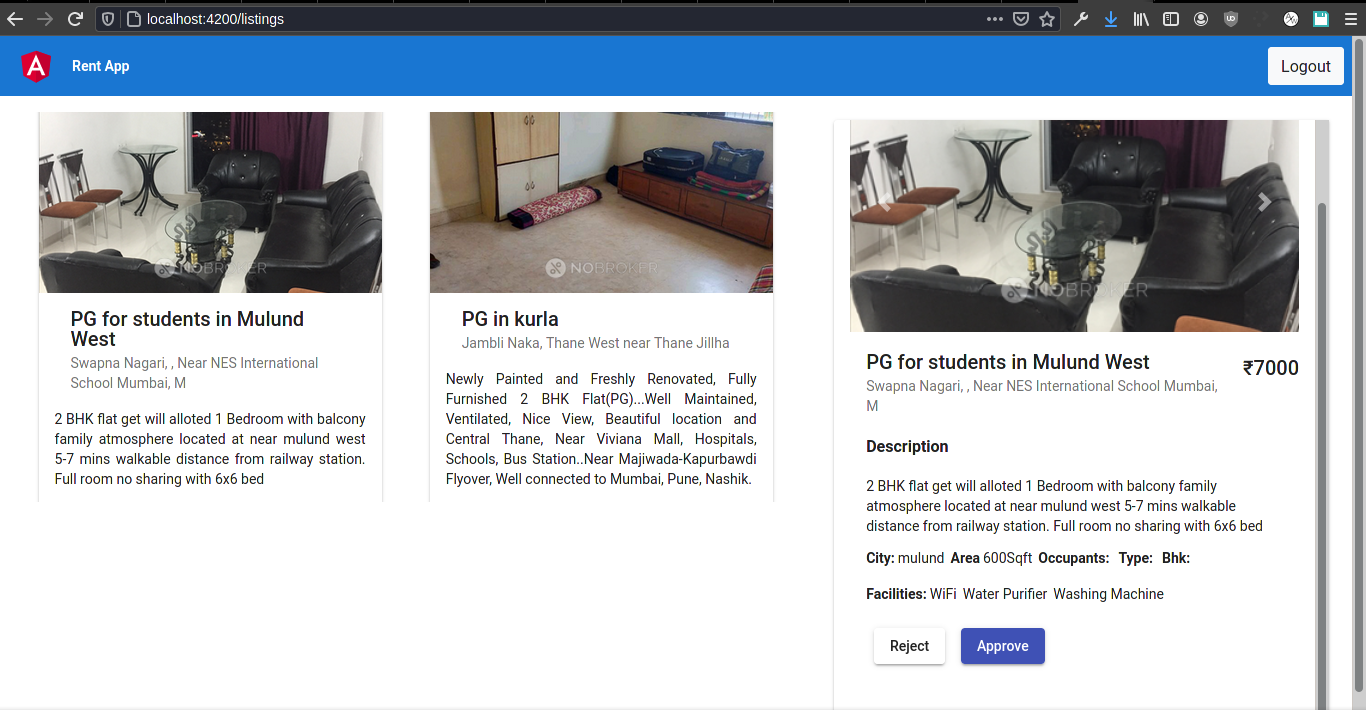 localhost:4200/listings
Rent App
Logout
NOBROKER
PG for students in Mulund
West
Swapna Nagari, , Near NES International
School Mumbai, M
2 BHK flat get will alloted 1 Bedroom with balcony
family atmosphere located at near mulund west
5-7 mins walkable distance from railway station.
Full room no sharing with 6x6 bed
NOBROKER
PG in kurla
Jambli Naka, Thane West near Thane Jillha
Newly Painted and Freshly Renovated, Fully
Furnished 2 BHK Flat(PG)...Well Maintained,
Ventilated, Nice View, Beautiful location and
Central Thane, Near Viviana Mall, Hospitals,
Schools, Bus Station..Near Majiwada-Kapurbawdi
Flyover, Well connected to Mumbai, Pune, Nashik.
NOBROKER
PG for students in Mulund West
₹7000
Swapna Nagari, , Near NES International School Mumbai,
M
Description
2 BHK flat get will alloted 1 Bedroom with balcony family
atmosphere located at near mulund west 5-7 mins walkable
distance from railway station. Full room no sharing with 6x6 bed
City: mulund Area 600Sqft Occupants: Type: Bhk:
Facilities: WiFi Water Purifier Washing Machine
Reject
Approve